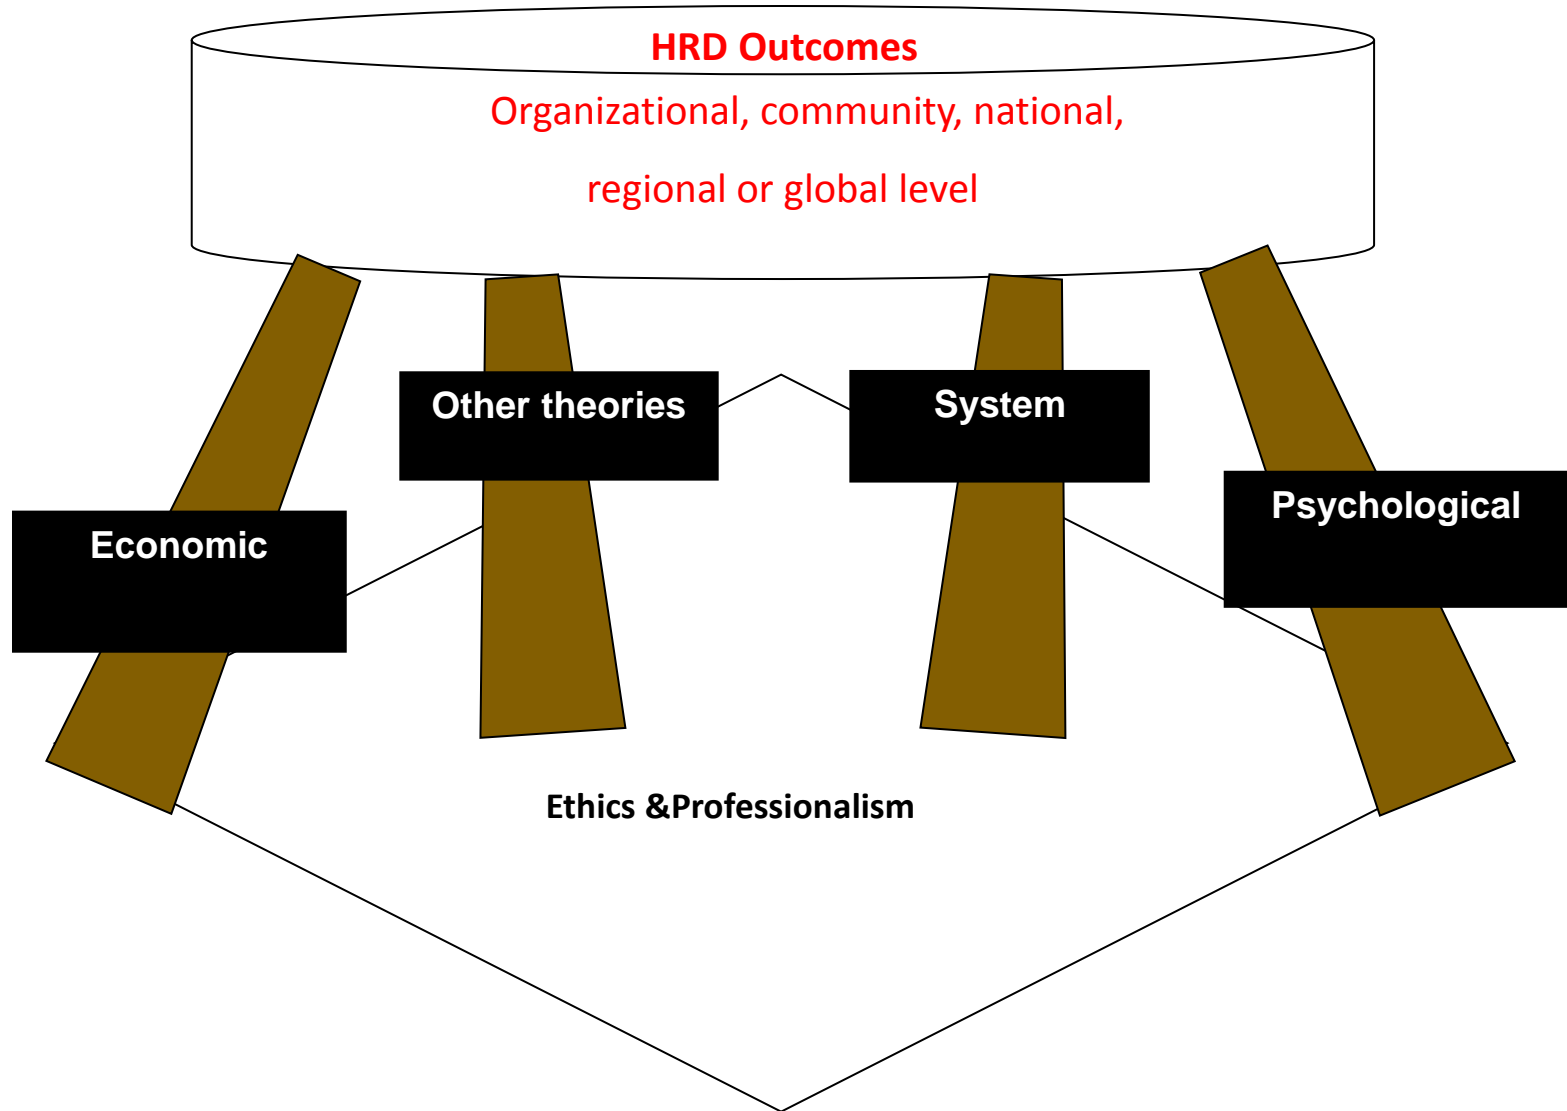 HRD Outcomes
Organizational, community, national,
regional or global level
Other theories
System
Psychological
Economic
Ethics &Professionalism